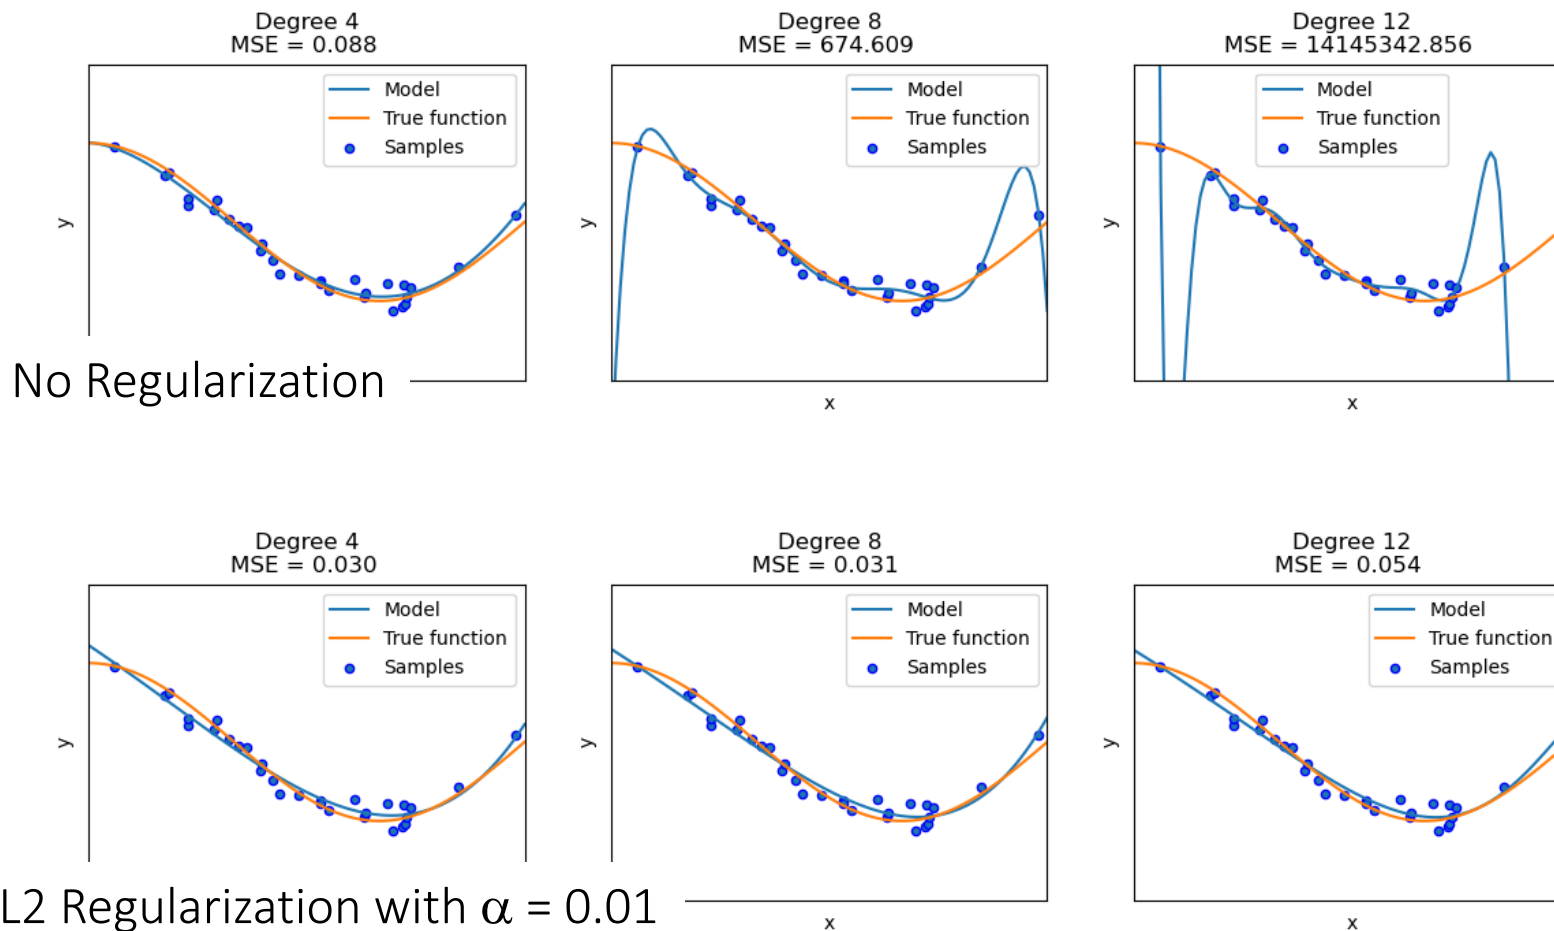 Degree 4
MSE = 0.088
Model
True function
Samples
y
Degree 8
MSE = 674.609
Model
True function
Samples
y
x
Degree 12
MSE = 14145342.856
Model
True function
Samples
y
x
No Regularization
Degree 4
MSE = 0.030
Model
True function
Samples
y
Degree 8
MSE = 0.031
Model
True function
Samples
y
x
Degree 12
MSE = 0.054
Model
True function
Samples
y
x
L2 Regularization with α = 0.01